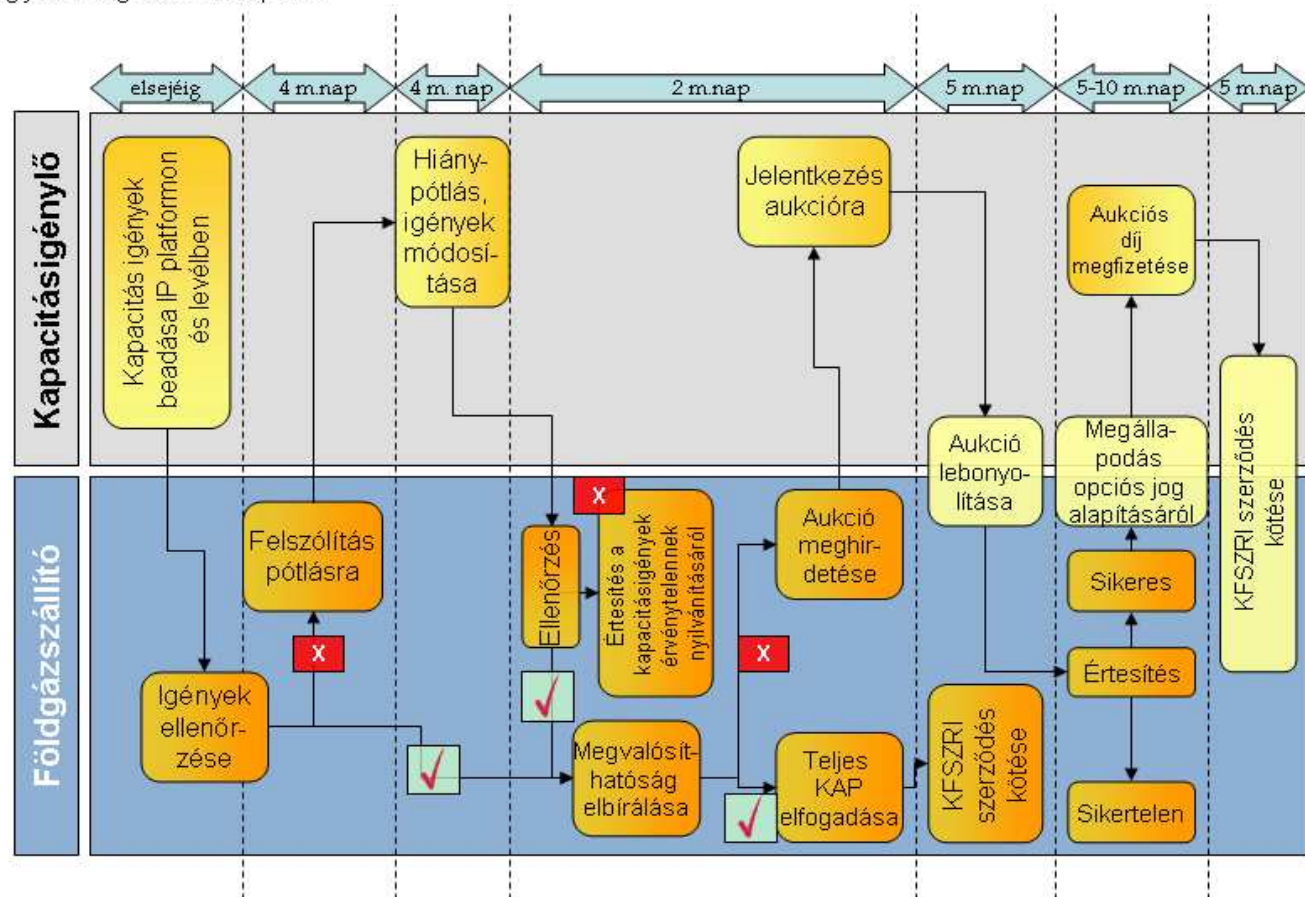 elsejéig
4 m.nap
4 m. nap
2 m.nap
5 m.nap
5-10 m.nap
5 m.nap
Kapacitásigénylő
Kapacitás igények
beadása IP platformon
és levélben
Hiány-
pótlás,
igények
módosí-
tása
Jelentkezés
aukcióra
Aukciós
díj
megfizetése
Aukció
lebonyo-
lítása
Megálla-
podás
opciós jog
alapításáról
KFSZRI szerződés
kötése
Földgázszállító
Igények
ellenőr-
zése
Felszólítás
pótlásra
X
Ellenőrzés
X
Értesítés a
kapacitásigények
érvénytelenek
nyilvánításáról
Megvalósít-
hatóság
elbírálása
Aukció
meghir-
detése
X
Teljes
KAP
elfogadása
KFSZRI
szerződés
kötése
Sikeres
Értesítés
Sikertelen